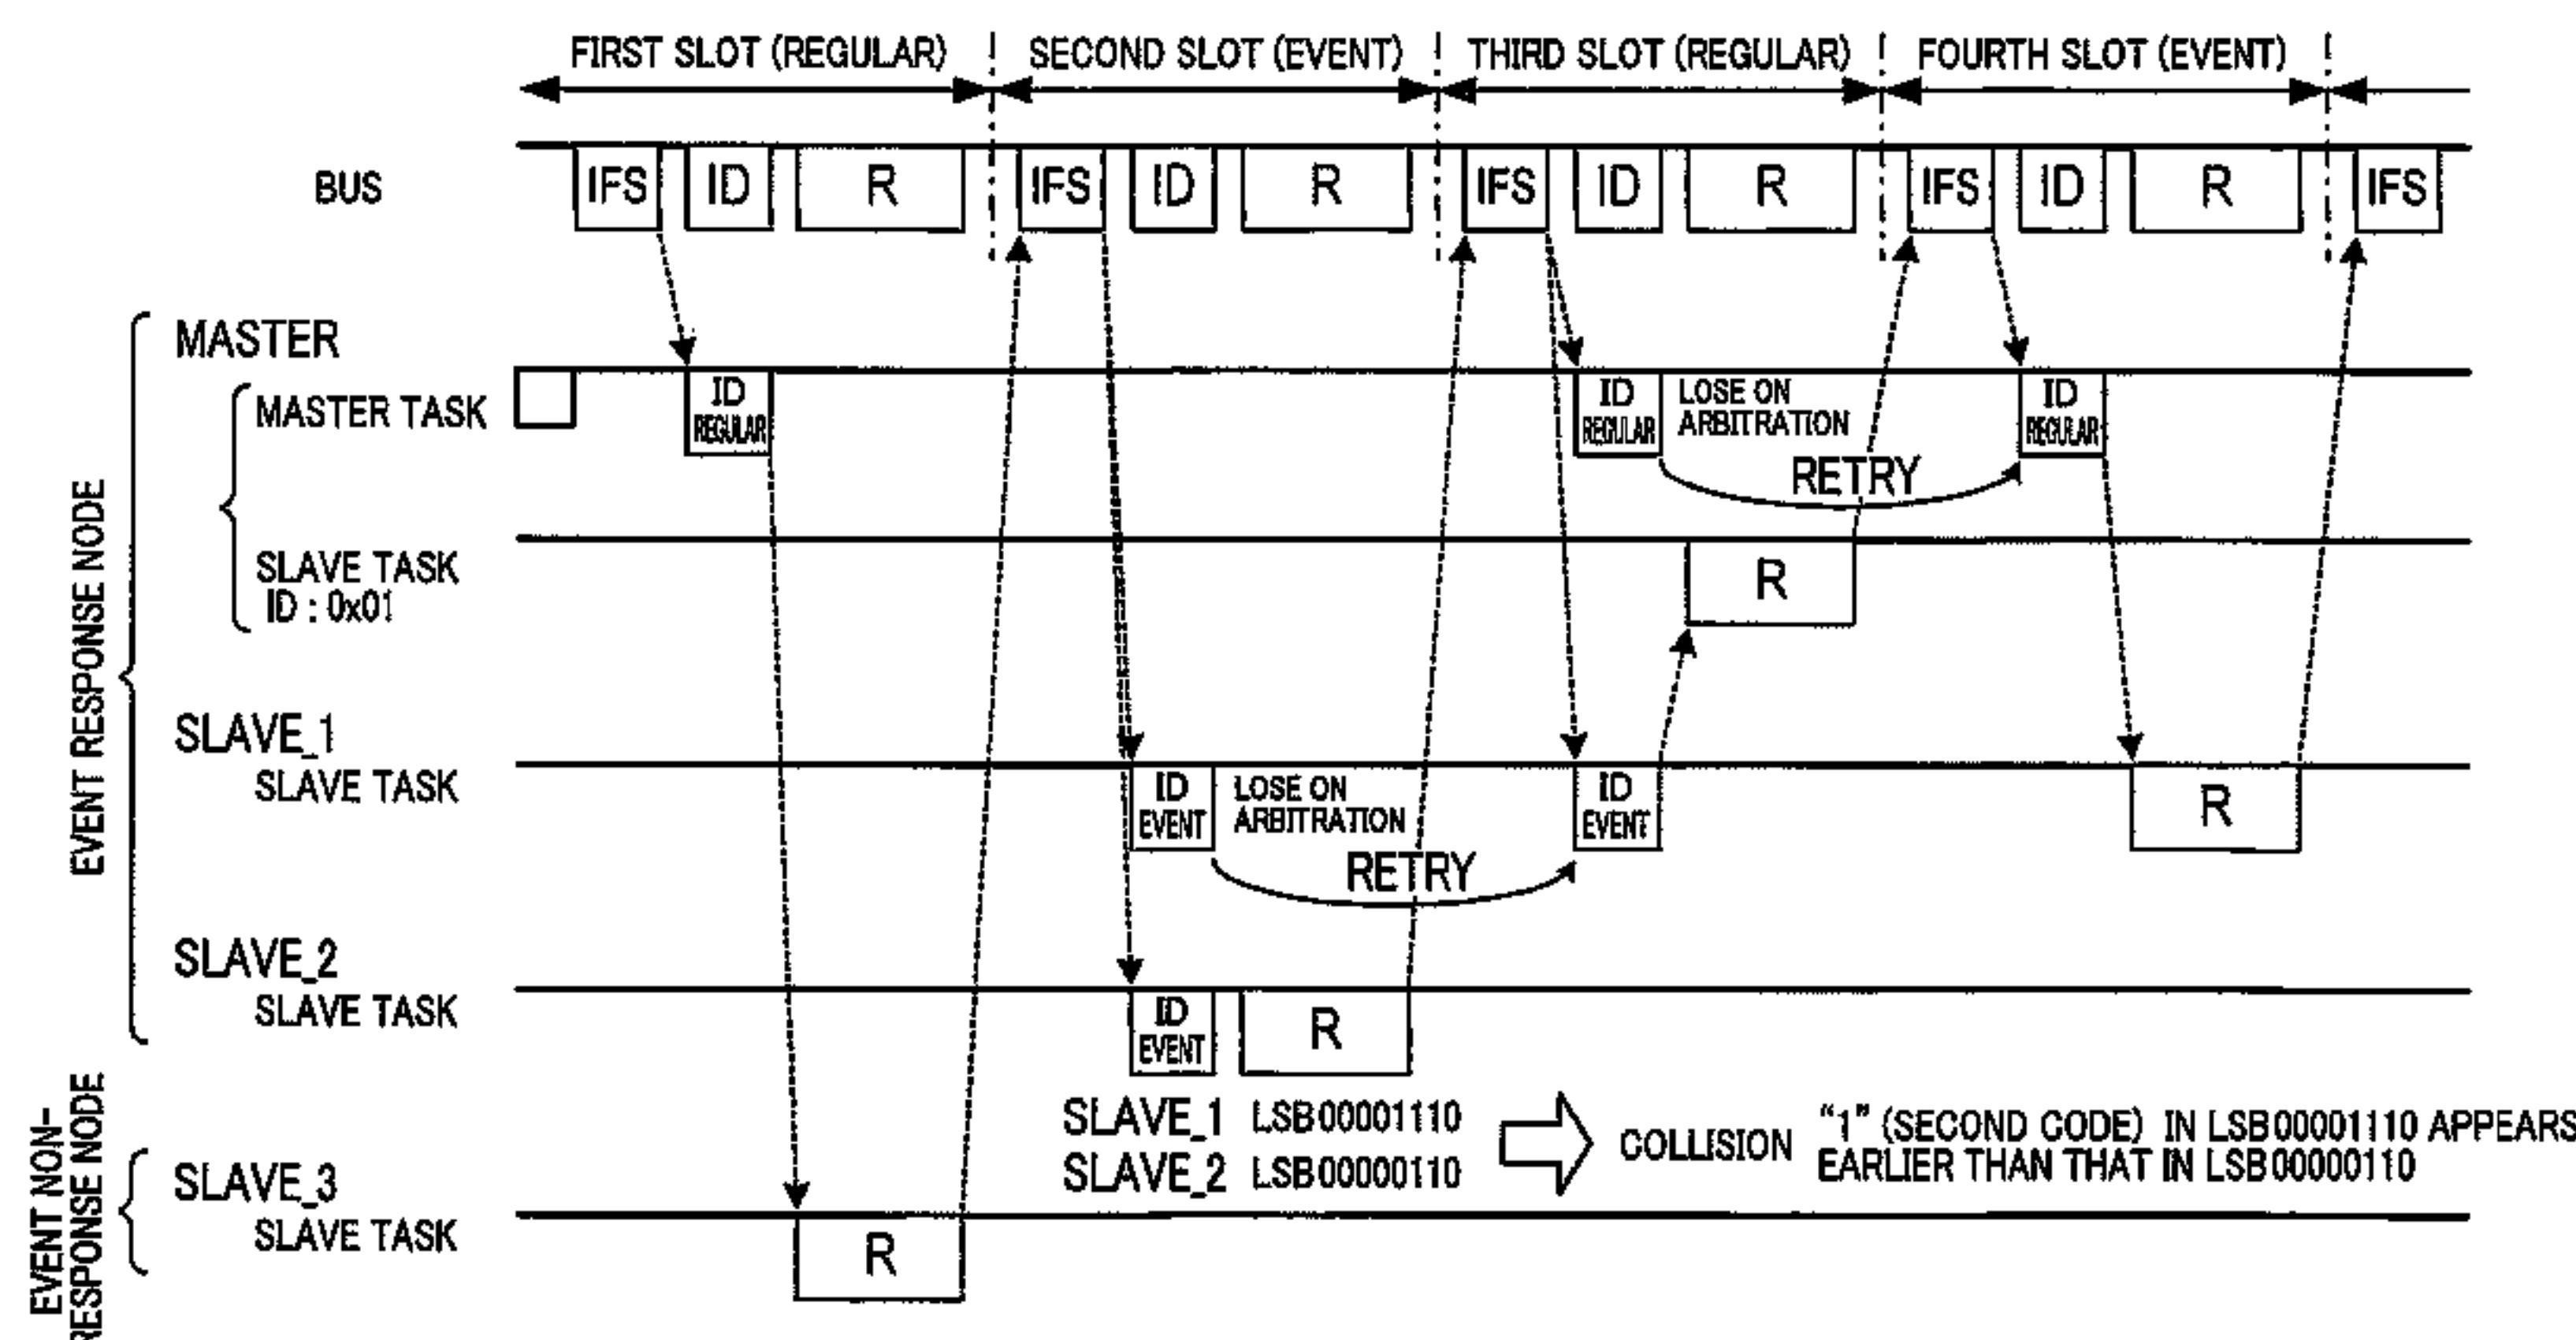 FIRST SLOT (REGULAR) SECOND SLOT (EVENT) THIRD SLOT (REGULAR) FOURTH SLOT (EVENT)
BUS IFS ID R IFS ID R IFS ID R IFS ID R IFS
EVENT RESPONSE NODE
MASTER
MASTER TASK
ID
REGULAR
ID
REGULAR
LOSE ON
ARBITRATION
ID
REGULAR
RETRY
SLAVE TASK
ID : 0x01
R
SLAVE_1
SLAVE TASK
ID
EVENT
LOSE ON
ARBITRATION
ID
EVENT
R
RETRY
SLAVE_2
SLAVE TASK
ID
EVENT
R
SLAVE_1 LSB00001110
SLAVE_2 LSB00000110
COLLISION
"1" (SECOND CODE) IN LSB00001110 APPEARS
EARLIER THAN THAT IN LSB00000110
EVENT NON-
RESPONSE NODE
SLAVE_3
SLAVE TASK
R